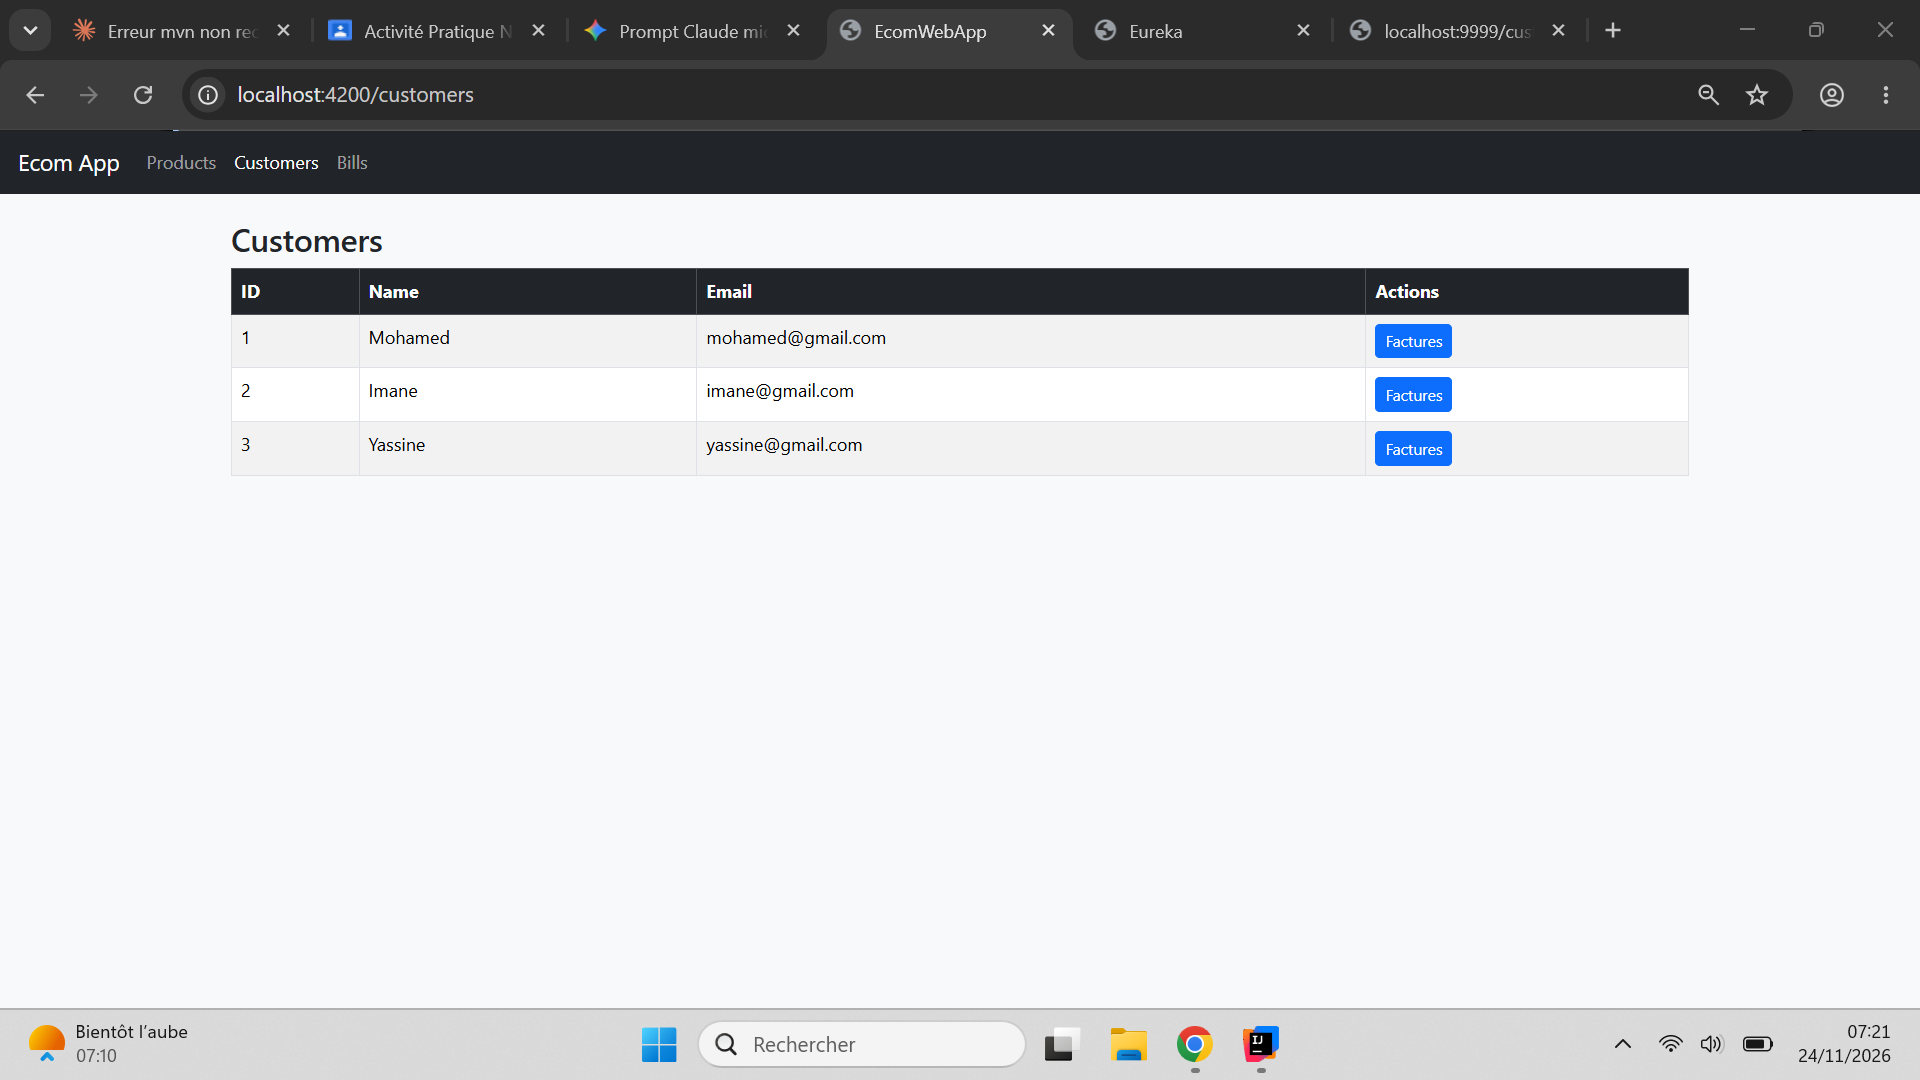 Erreur mvn non rec
Activité Pratique N
Prompt Claude mi
EcomWebApp
Eureka
localhost:9999/cus
localhost:4200/customers
Ecom App Products Customers Bills
Customers
ID Name Email Actions
1 Mohamed mohamed@gmail.com Factures
2 Imane imane@gmail.com Factures
3 Yassine yassine@gmail.com Factures
Bientôt l'aube
07:10
Rechercher
07:21
24/11/2026